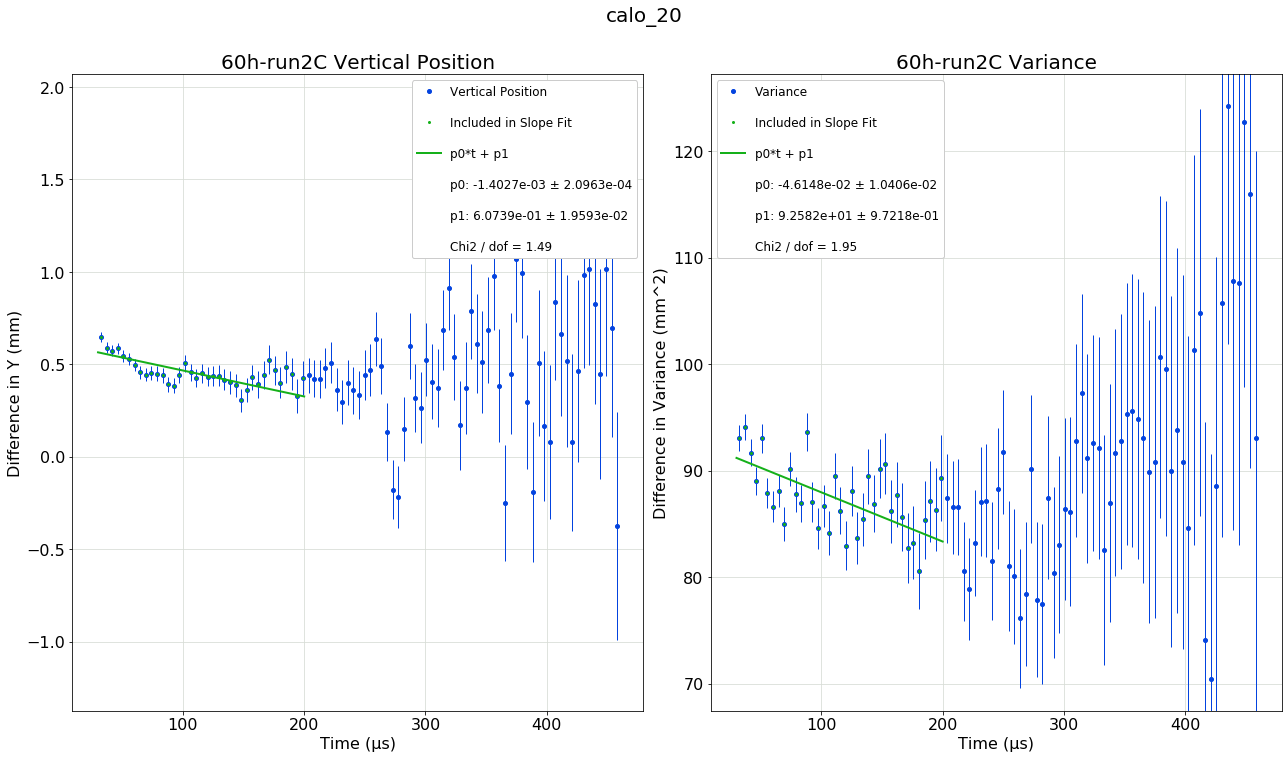 calo_20
60h-run2C Vertical Position
Vertical Position
Included in Slope Fit
p0*t + p1
p0: -1.4027e-03 ± 2.0963e-04
p1: 6.0739e-01 ± 1.9593e-02
Chi2 / dof = 1.49
Difference in Y (mm)
2.0
1.5
1.0
0.5
0.0
−0.5
−1.0
100 200 300 400
Time (μs)
60h-run2C Variance
Variance
Included in Slope Fit
p0*t + p1
p0: -4.6148e-02 ± 1.0406e-02
p1: 9.2582e+01 ± 9.7218e-01
Chi2 / dof = 1.95
Difference in Variance (mm^2)
120
110
100
90
80
70
100 200 300 400
Time (μs)